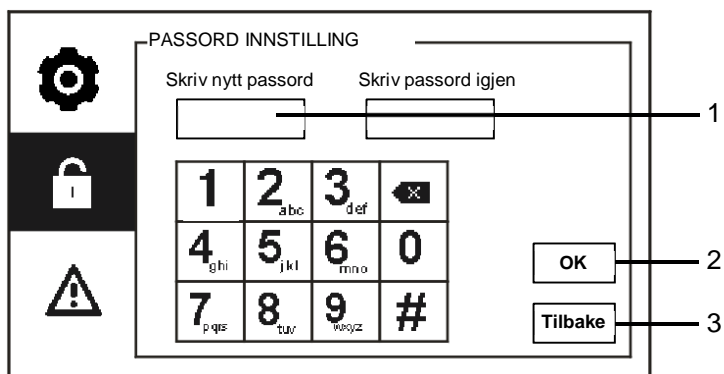 PASSORD INNSTILLING
Skriv nytt passord Skriv passord igjen
1
1 2 abc 3 def X
4 ghi 5 jkl 6 mno 0
OK 2
7 pqrs 8 tuv 9 wxyz #
Tilbake 3